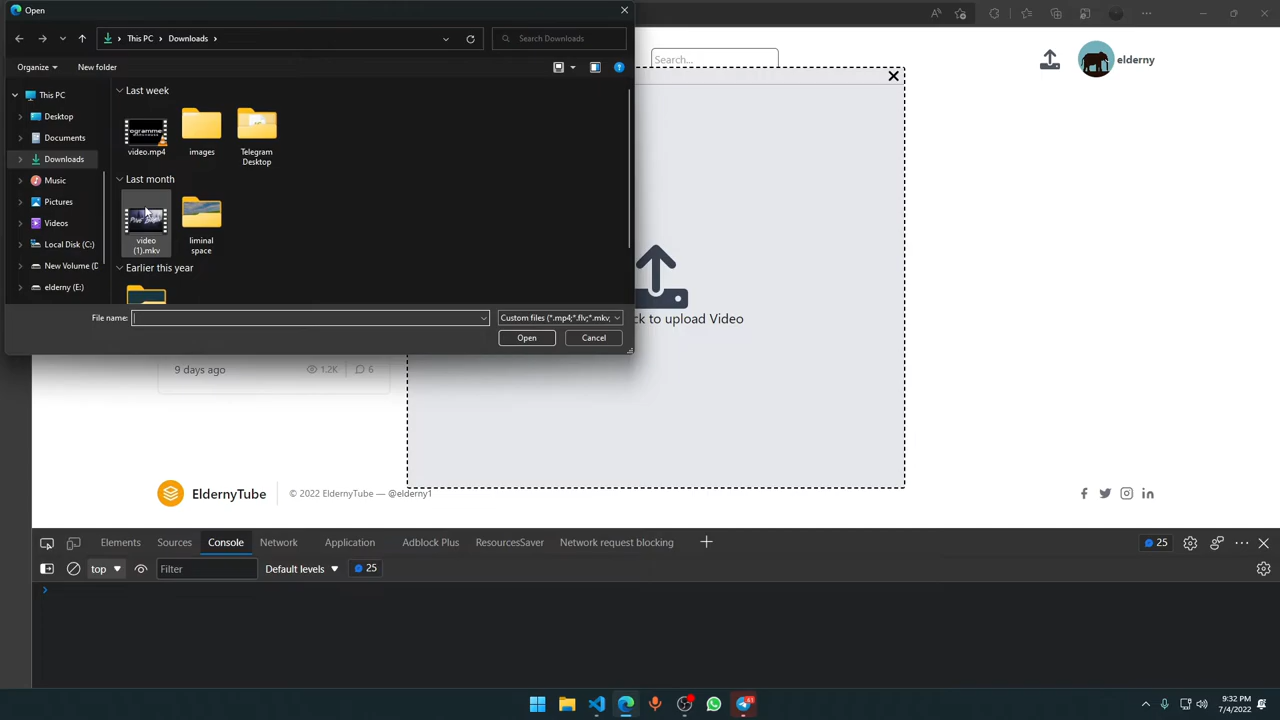 Open
This PC
Downloads
Search Downloads
Organize
New folder
This PC
Desktop
Documents
Downloads
Music
Pictures
Videos
Local Disk (C:)
New Volume (D
elderny (E:)
Last week
video.mp4
images
Telegram
Desktop
Last month
video
(1).mkv
liminal
space
Earlier this year
File name:
Custom files (*.mp4;*.flv;*.mkv;
Open
Cancel
Search...
elderny
ck to upload Video
9 days ago
1.2K
6
EldernyTube
© 2022 EldernyTube — @elderny1
Elements
Sources
Console
Network
Application
Adblock Plus
ResourcesSaver
Network request blocking
25
top
Filter
Default levels
25
9:32 PM
7/4/2022